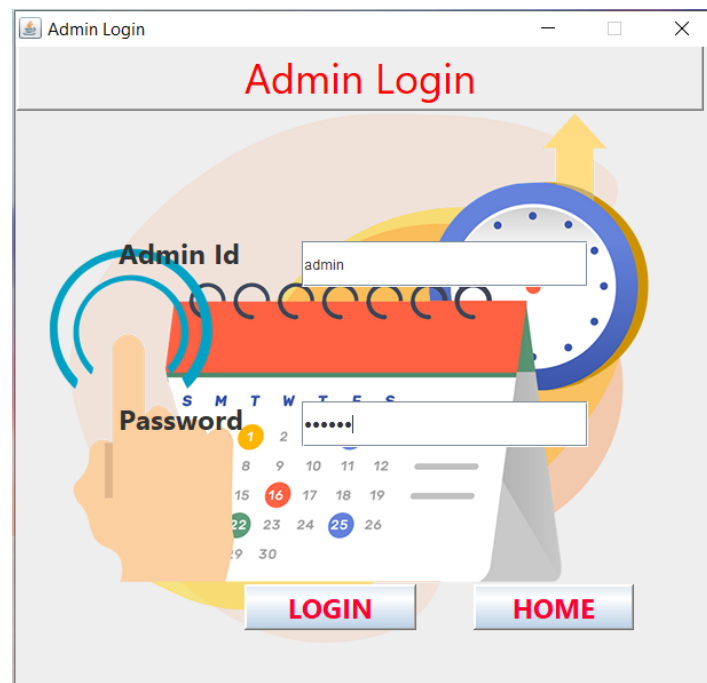 Admin Login
Admin Login
Admin Id
admin
S M T W T F S
Password
••••••
1 2
8 9 10 11 12
15 16 17 18 19
22 23 24 25 26
29 30
LOGIN
HOME